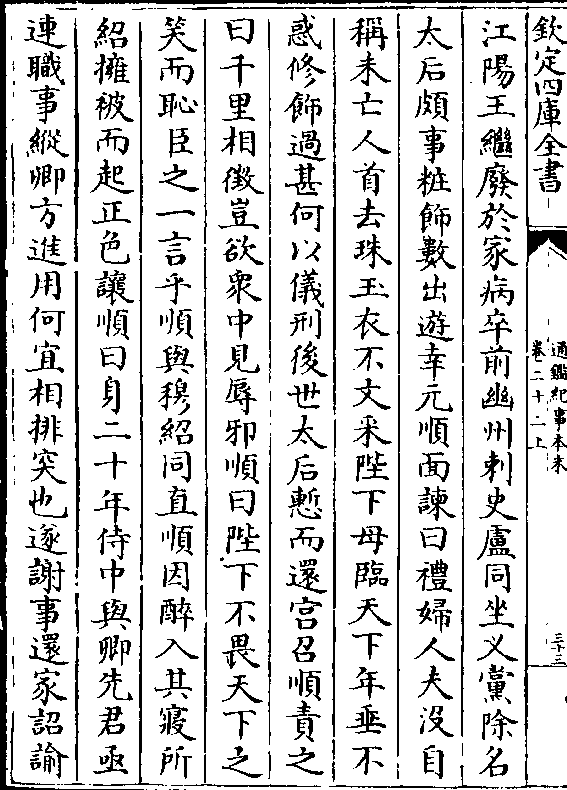 欽定四庫全書
通鑑紀事本末
卷二十二上
三十三
江陽王繼廢於家病卒前幽州刺史盧同坐义黨除名
太后頗事粧飾數出遊幸元順面諫曰禮婦人夫沒自
稱未亡人首去珠玉衣不文采陛下母臨天下年垂不
惑修飾過甚何以儀刑後世太后慙而還宫召順責之
曰千里相徵豈欲衆中見辱邪順曰陛下不畏天下之
笑而恥臣之一言乎順與穆紹同直順因醉入其寢所
紹擁被而起正色讓順曰身二十年侍中與卿先君亟
連職事縱卿方進用何宜相排突也遂謝事還家詔諭